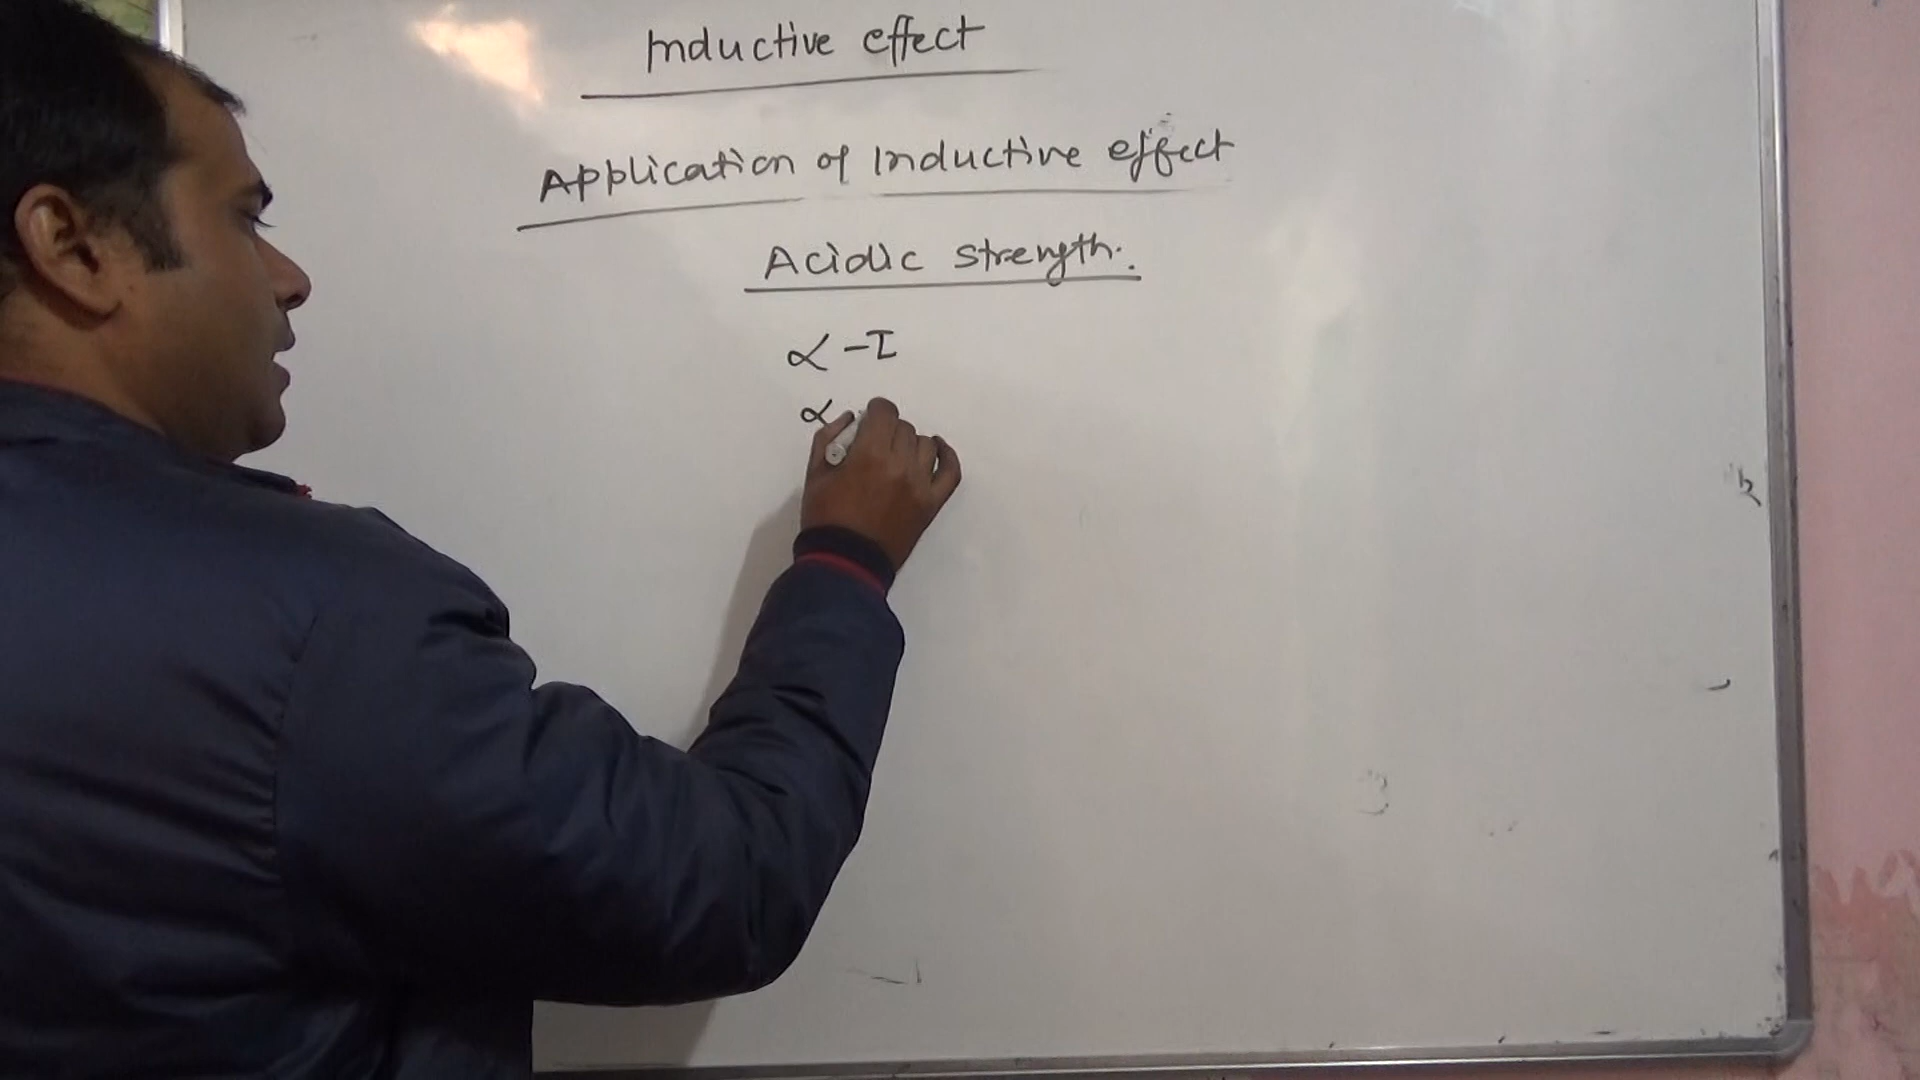 Inductive effect
Application of Inductive effect
Acidic strength.
∝ -I
∝